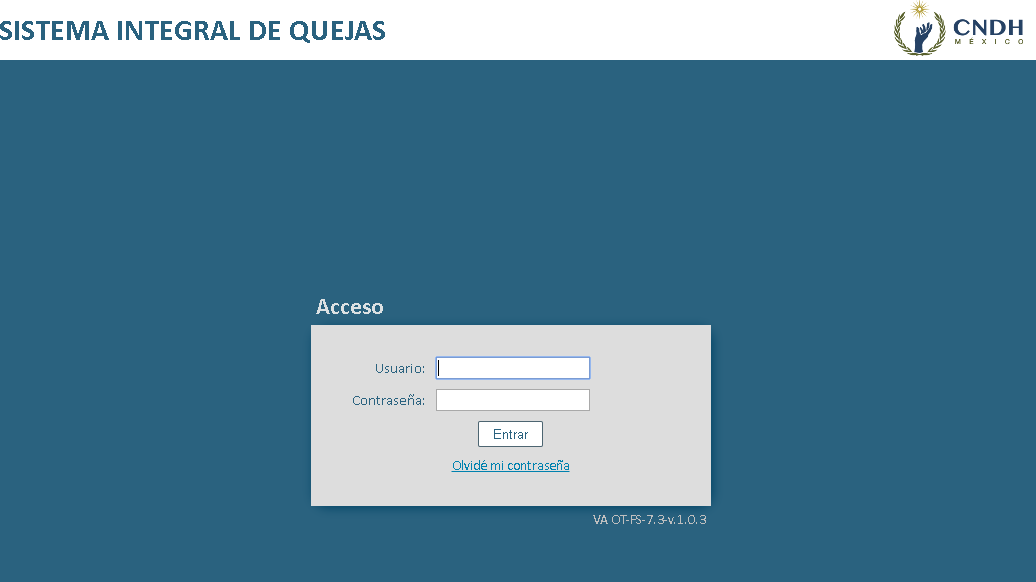 SISTEMA INTEGRAL DE QUEJAS
CNDH
MÉXICO
Acceso
Usuario:
Contraseña:
Entrar
Olvidé mi contraseña
VA OT-FS-7.3-v.1.0.3